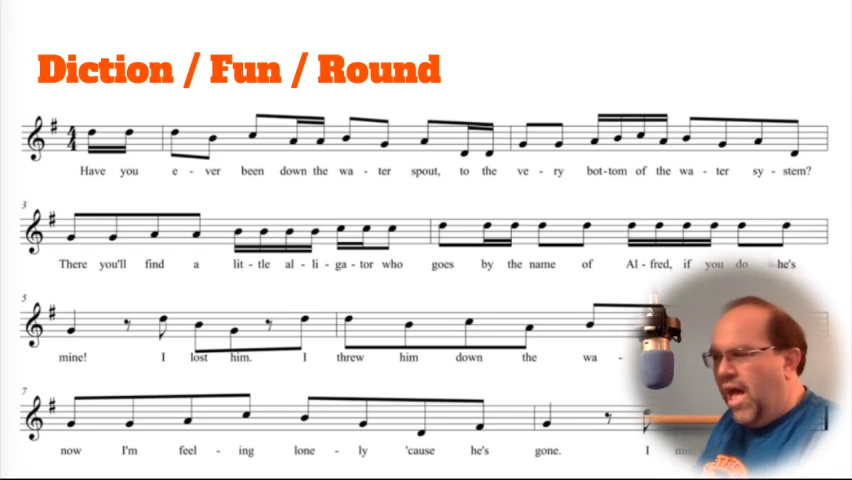 Diction / Fun / Round
Have you e - ver been down the wa - ter spout, to the ve - ry bot-tom of the wa - ter sy - stem?
3
There you'll find a lit - tle al - li - ga - tor who goes by the name of Al - fred, if you do he's
5
mine! I lost him. I threw him down the wa -
7
now I'm feel - ing lone - ly 'cause he's gone. I